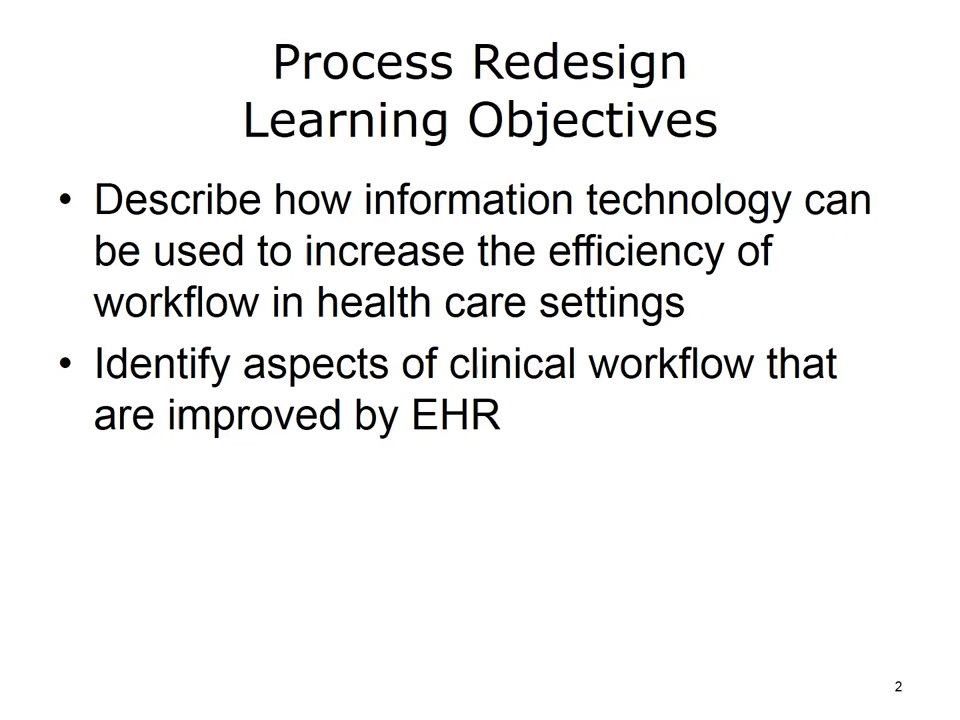 Process Redesign
Learning Objectives
• Describe how information technology can
be used to increase the efficiency of
workflow in health care settings
• Identify aspects of clinical workflow that
are improved by EHR
2